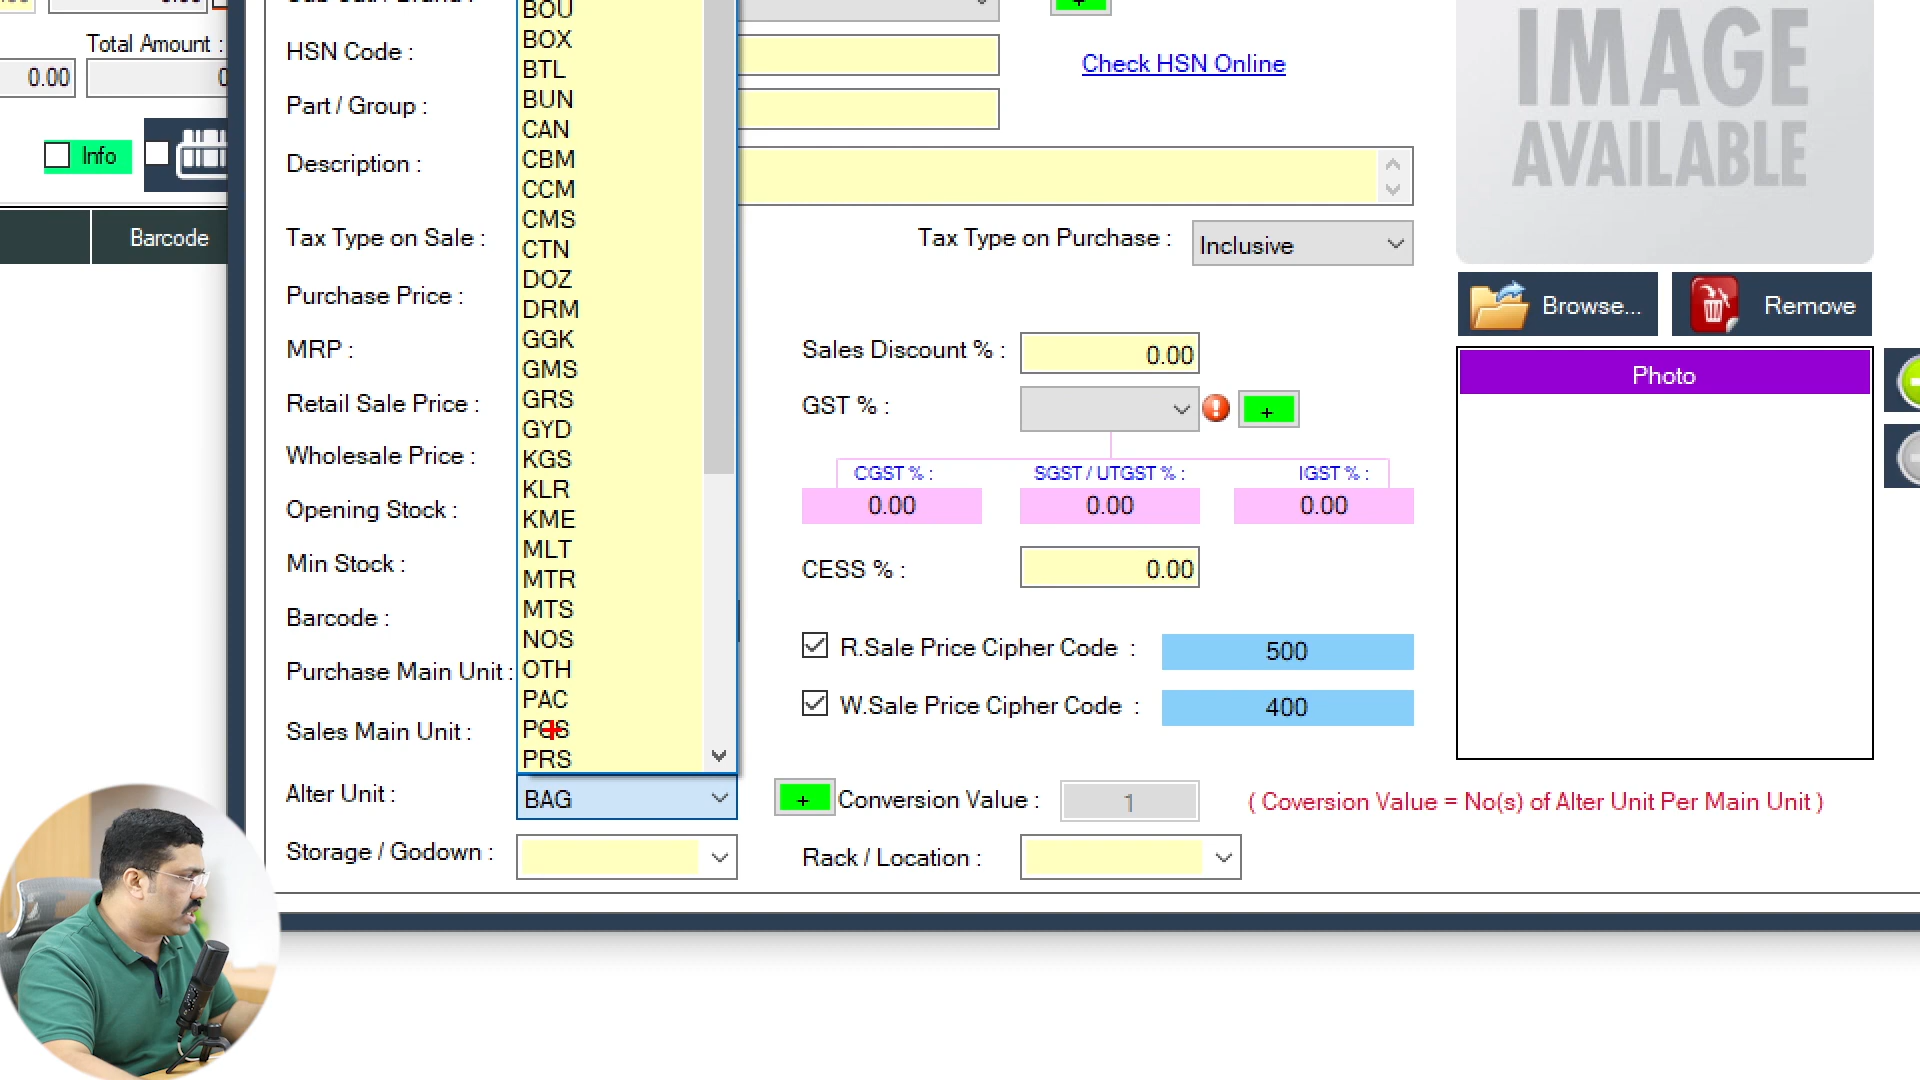 Total Amount :
0.00
Info
Barcode
BOU
BOX
BTL
BUN
CAN
CBM
CCM
CMS
CTN
DOZ
DRM
GGK
GMS
GRS
GYD
KGS
KLR
KME
MLT
MTR
MTS
NOS
OTH
PAC
PCS
PRS
HSN Code :
Check HSN Online
Part / Group :
Description :
Tax Type on Sale :
Tax Type on Purchase :
Inclusive
Purchase Price :
MRP :
Sales Discount % :
0.00
Retail Sale Price :
GST % :
+
Wholesale Price :
CGST % :
SGST / UTGST % :
IGST % :
0.00
0.00
0.00
Opening Stock :
Min Stock :
CESS % :
0.00
Barcode :
R.Sale Price Cipher Code :
500
Purchase Main Unit :
W.Sale Price Cipher Code :
400
Sales Main Unit :
Alter Unit :
BAG
+
Conversion Value :
1
( Coversion Value = No(s) of Alter Unit Per Main Unit )
Storage / Godown :
Rack / Location :
IMAGE
AVAILABLE
Browse...
Remove
Photo